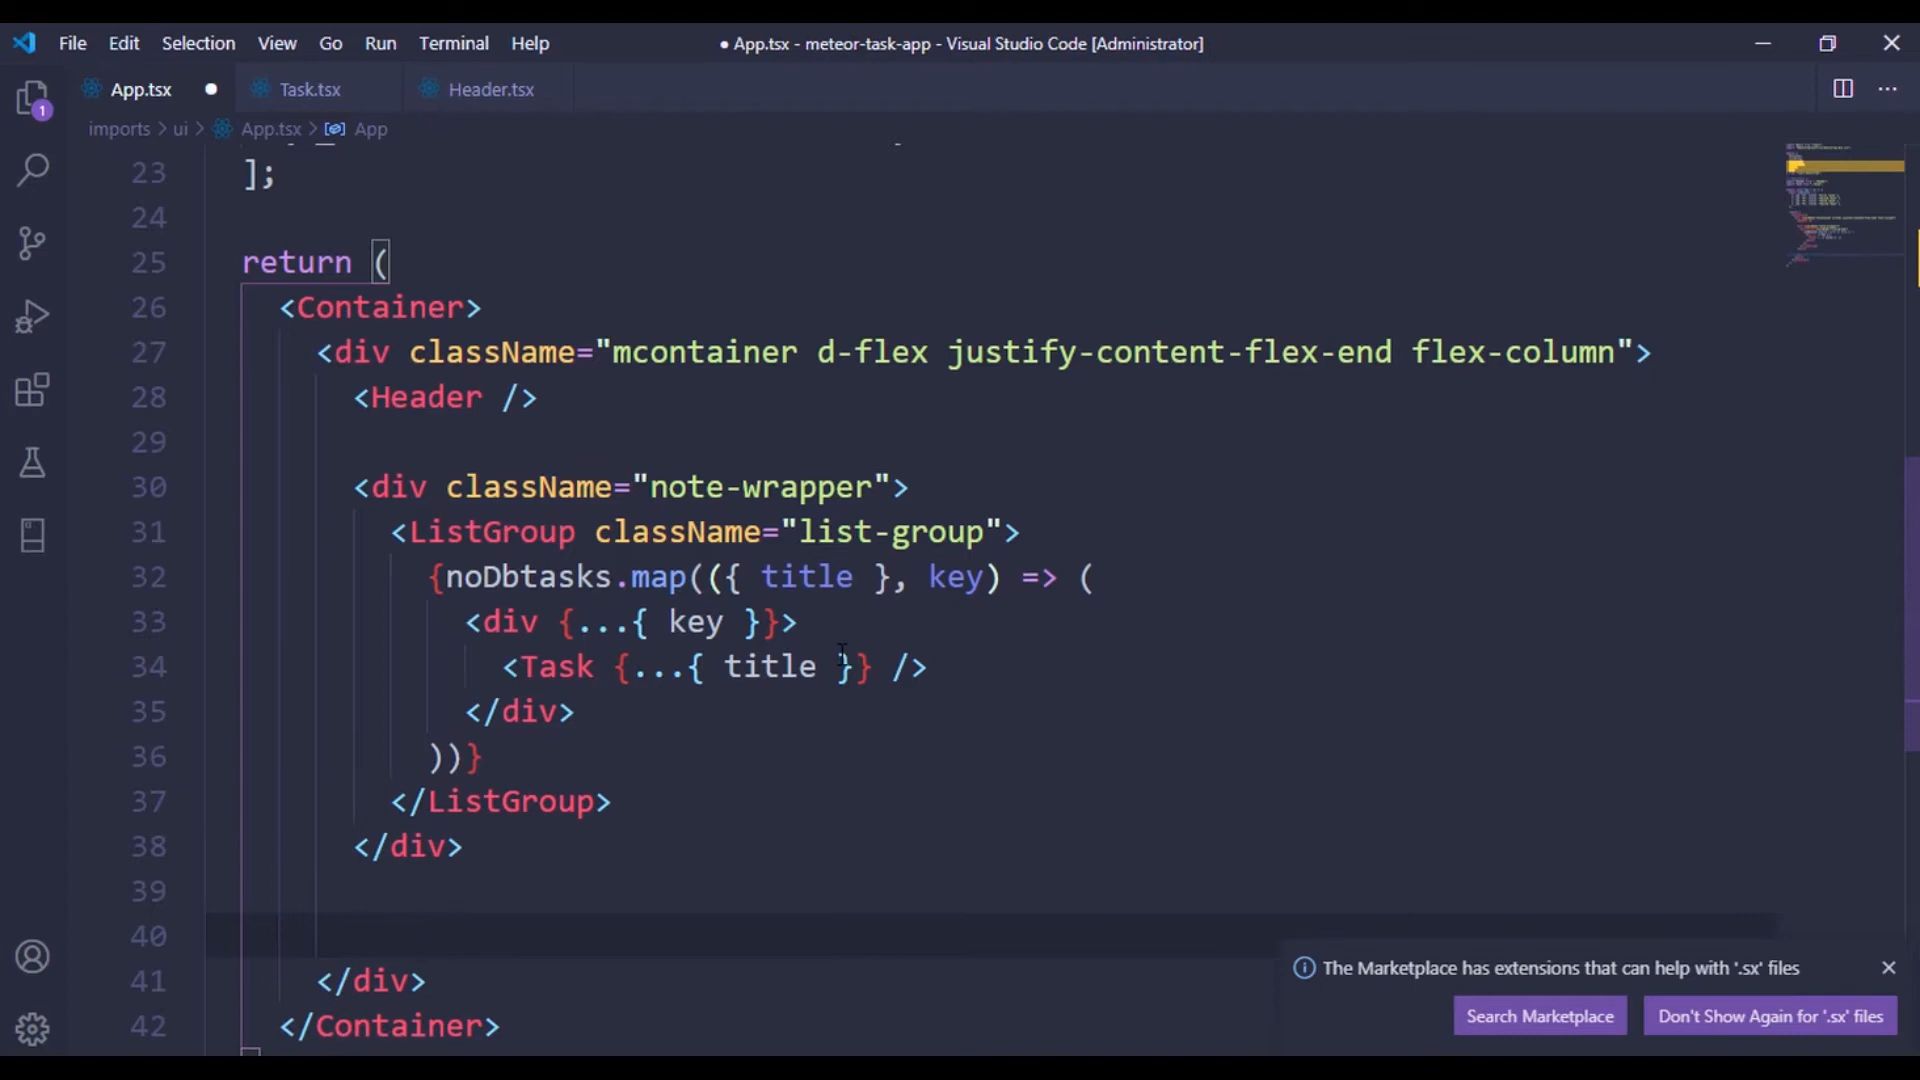 File Edit Selection View Go Run Terminal Help ● App.tsx - meteor-task-app - Visual Studio Code [Administrator]
App.tsx Task.tsx Header.tsx
imports > ui > App.tsx > App
1
23 ];
24
25 return (
26 <Container>
27 <div className="mcontainer d-flex justify-content-flex-end flex-column">
28 <Header />
29
30 <div className="note-wrapper">
31 <ListGroup className="list-group">
32 {noDbtasks.map(({ title }, key) => (
33 <div {...{ key }}>
34 <Task {...{ title }} />
35 </div>
36 ))}
37 </ListGroup>
38 </div>
39
40
41 </div>
42 </Container>
The Marketplace has extensions that can help with '.sx' files
Search Marketplace Don't Show Again for '.sx' files